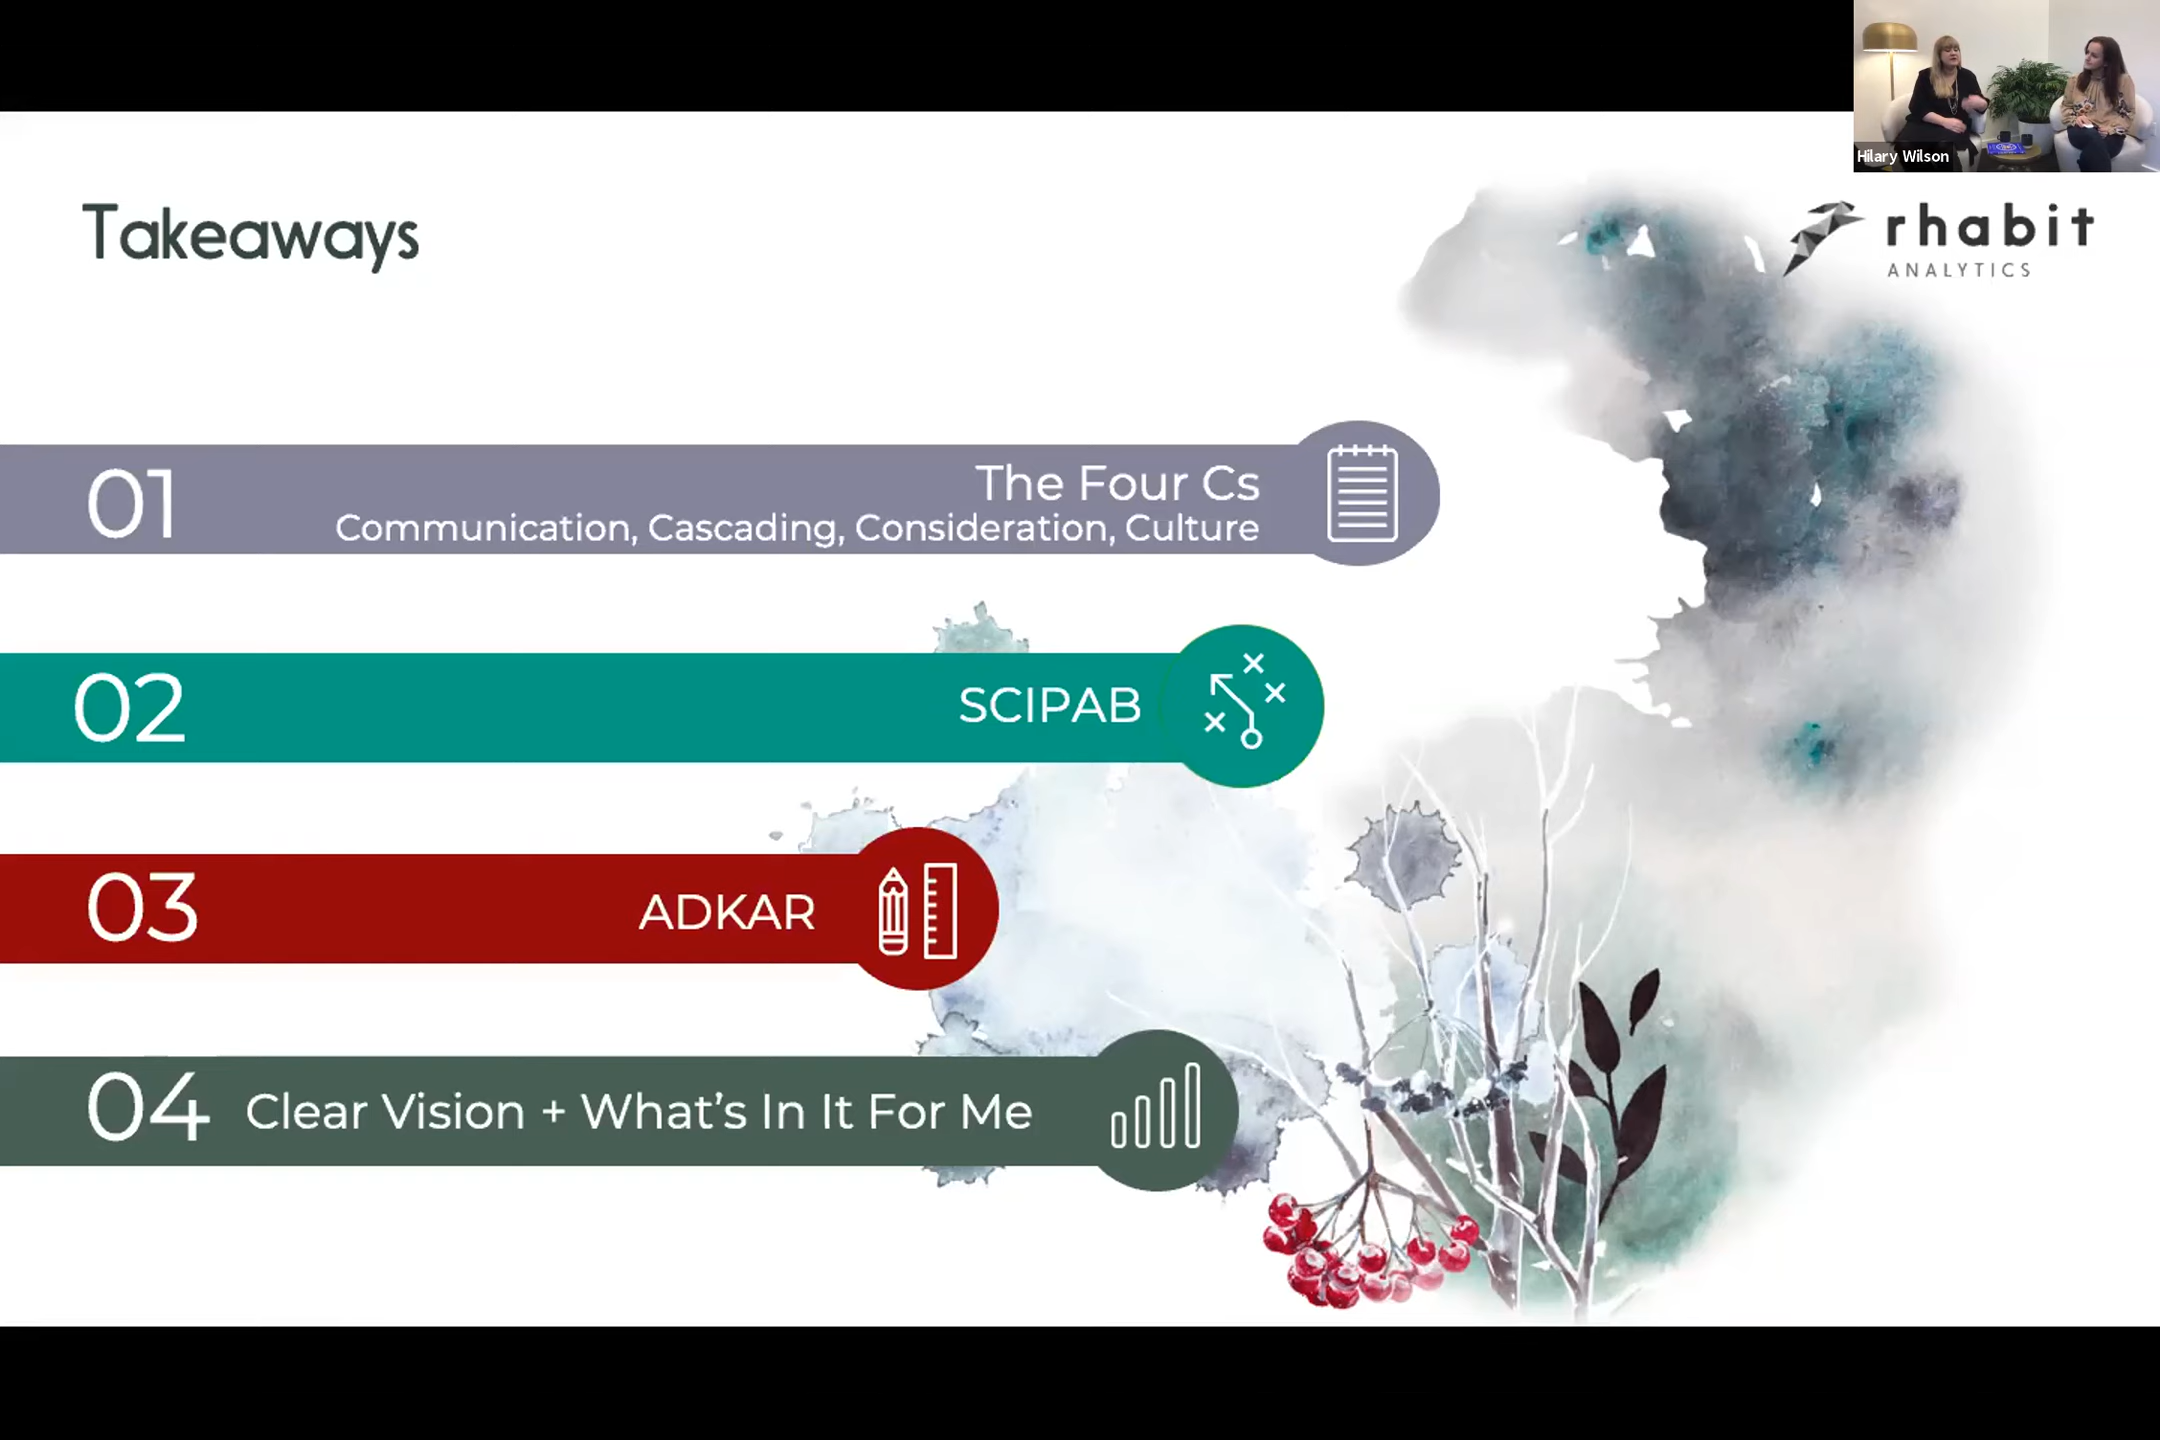 Hilary Wilson
Takeaways
rhabit
ANALYTICS
01
The Four Cs
Communication, Cascading, Consideration, Culture
02
SCIPAB
03
ADKAR
04
Clear Vision + What's In It For Me